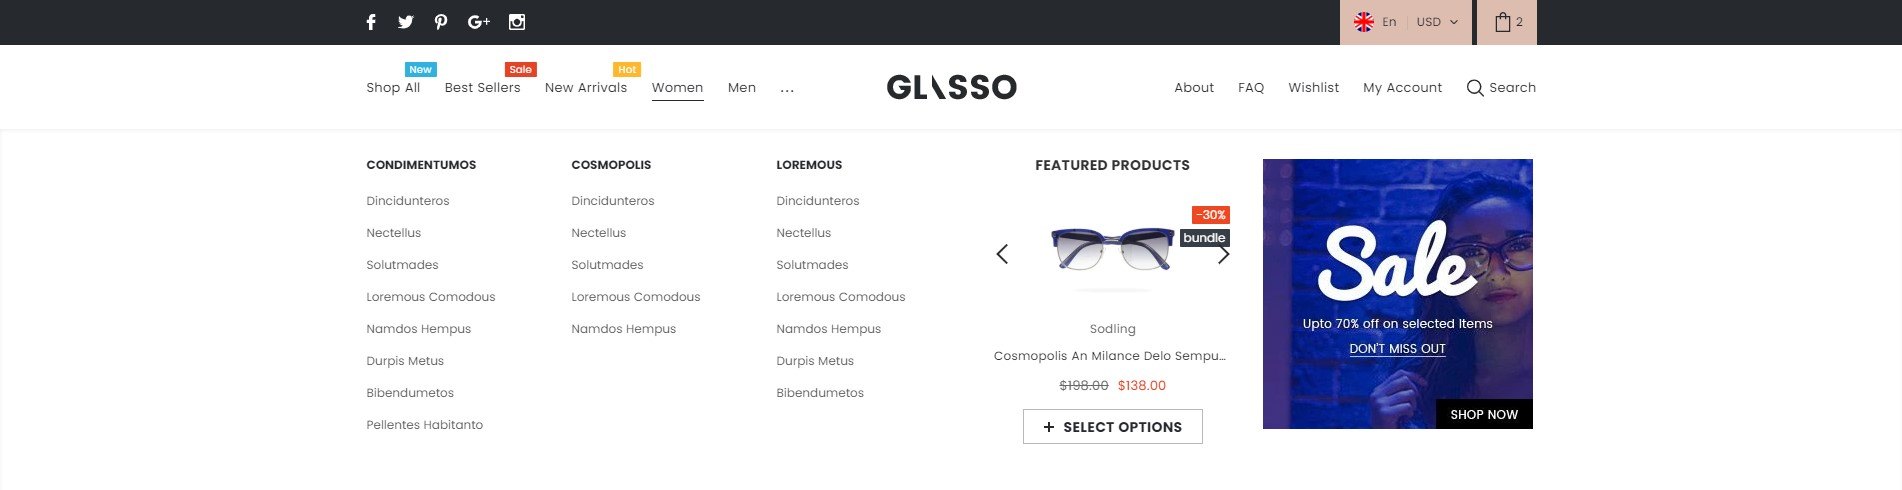 En USD 2
New Sale Hot
Shop All Best Sellers New Arrivals Women Men ... GLASSO About FAQ Wishlist My Account Search
CONDIMENTUMOS
Dincidunteros
Nectellus
Solutmades
Loremous Comodous
Namdos Hempus
Durpis Metus
Bibendumetos
Pellentes Habitanto
COSMOPOLIS
Dincidunteros
Nectellus
Solutmades
Loremous Comodous
Namdos Hempus
LOREMOUS
Dincidunteros
Nectellus
Solutmades
Loremous Comodous
Namdos Hempus
Durpis Metus
Bibendumetos
FEATURED PRODUCTS
-30%
bundle
Sodling
Cosmopolis An Milance Delo Sempu...
$198.00 $138.00
+ SELECT OPTIONS
Sale
Upto 70% off on selected Items
DON'T MISS OUT
SHOP NOW